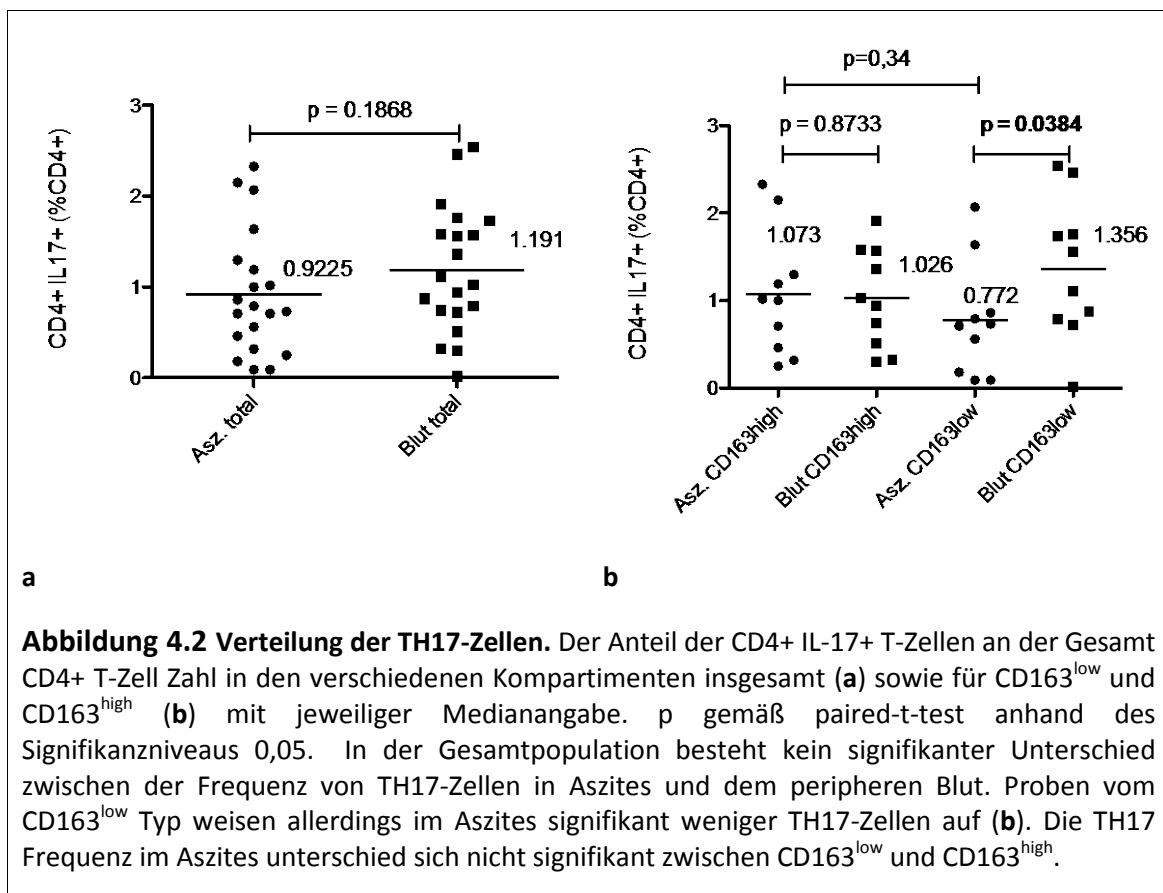 p = 0.1868
3
2
1
0
CD4+ IL17+ (%CD4+)
0.9225
1.191
Asz. total
Blut total
p=0,34
p = 0.8733
p = 0.0384
3
2
1
0
CD4+ IL17+ (%CD4+)
1.073
1.026
0.772
1.356
Asz. CD163high
Blut CD163high
Asz. CD163low
Blut CD163low
a
b
Abbildung 4.2 Verteilung der TH17-Zellen. Der Anteil der CD4+ IL-17+ T-Zellen an der Gesamt
CD4+ T-Zell Zahl in den verschiedenen Kompartimenten insgesamt (a) sowie für CD163low und
CD163high (b) mit jeweiliger Medianangabe. p gemäß paired-t-test anhand des
Signifikanzniveaus 0,05. In der Gesamtpopulation besteht kein signifikanter Unterschied
zwischen der Frequenz von TH17-Zellen in Aszites und dem peripheren Blut. Proben vom
CD163low Typ weisen allerdings im Aszites signifikant weniger TH17-Zellen auf (b). Die TH17
Frequenz im Aszites unterschied sich nicht signifikant zwischen CD163low und CD163high.